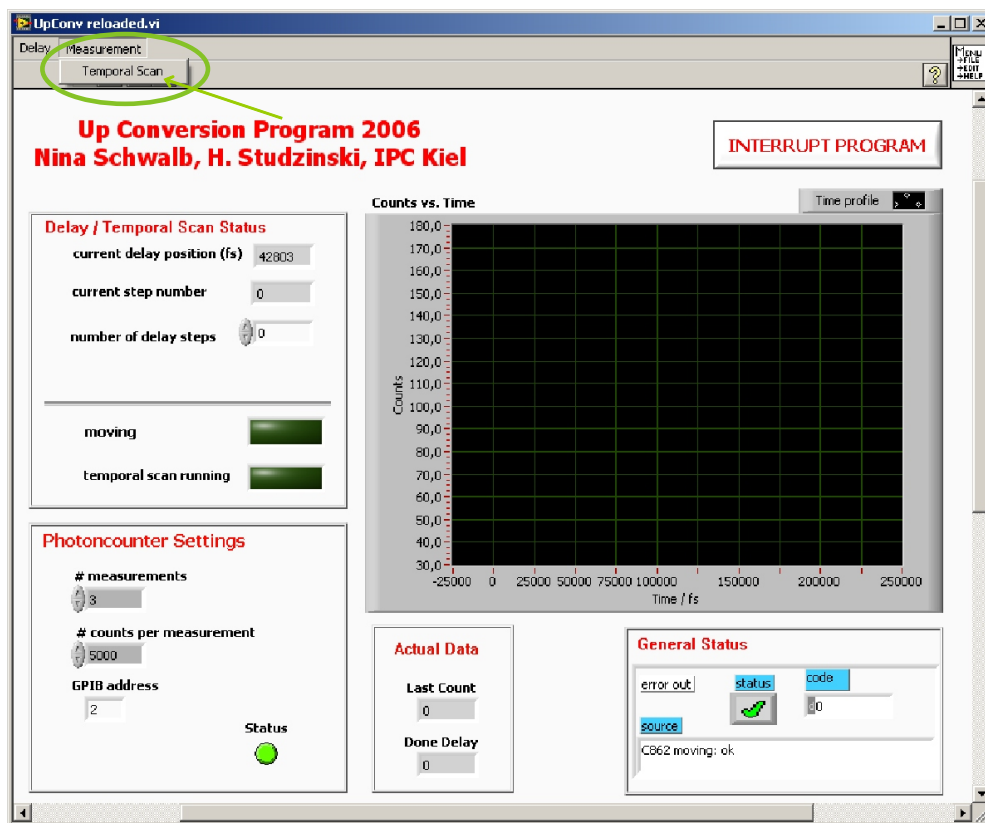 UpConv reloaded.vi
Delay Measurement
Temporal Scan
MENU
→FILE
→EDIT
→HELP
?
Up Conversion Program 2006
Nina Schwalb, H. Studzinski, IPC Kiel
INTERRUPT PROGRAM
Delay / Temporal Scan Status
current delay position (fs) 42803
current step number 0
number of delay steps 0
moving
temporal scan running
Counts vs. Time
Time profile
180,0
170,0
160,0
150,0
140,0
130,0
120,0
110,0
100,0
90,0
80,0
70,0
60,0
50,0
40,0
30,0
Counts
-25000 0 25000 50000 75000 100000 150000 200000 250000
Time / fs
Photoncounter Settings
# measurements
3
# counts per measurement
5000
GPIB address
2
Status
Actual Data
Last Count
0
Done Delay
0
General Status
error out status code
d0
source
C862 moving: ok